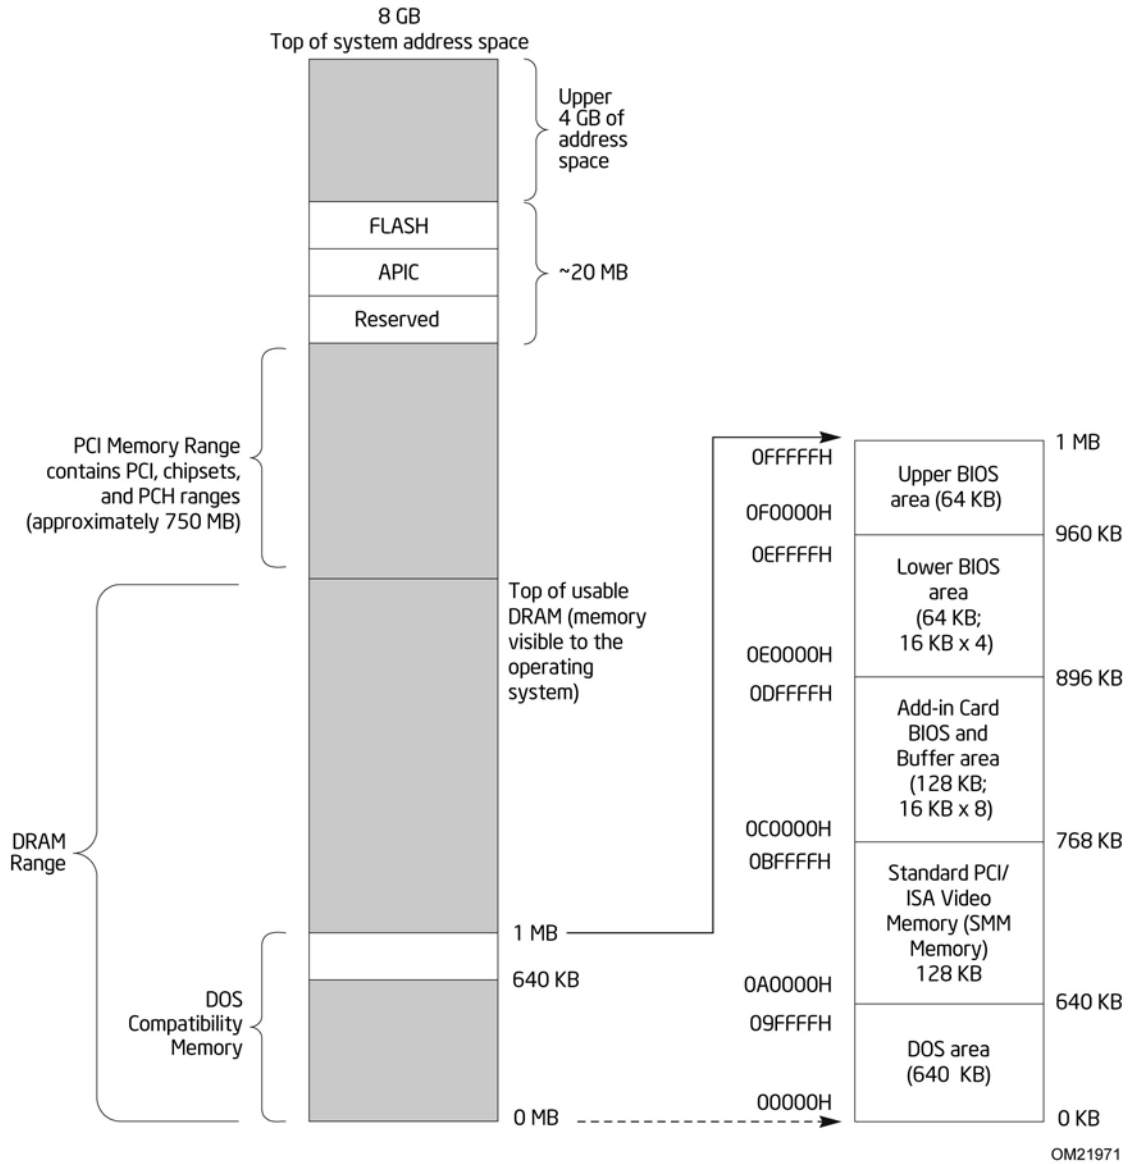 8 GB
Top of system address space
Upper
4 GB of
address
space
FLASH
APIC
Reserved
~20 MB
PCI Memory Range
contains PCI, chipsets,
and PCH ranges
(approximately 750 MB)
Top of usable
DRAM (memory
visible to the
operating
system)
DRAM
Range
1 MB
640 KB
DOS
Compatibility
Memory
0 MB
0FFFFFH
0F0000H
0EFFFFH
0E0000H
0DFFFFH
0C0000H
0BFFFFH
0A0000H
09FFFFH
00000H
Upper BIOS
area (64 KB)
Lower BIOS
area
(64 KB;
16 KB x 4)
Add-in Card
BIOS and
Buffer area
(128 KB;
16 KB x 8)
Standard PCI/
ISA Video
Memory (SMM
Memory)
128 KB
DOS area
(640 KB)
1 MB
960 KB
896 KB
768 KB
640 KB
0 KB
OM21971